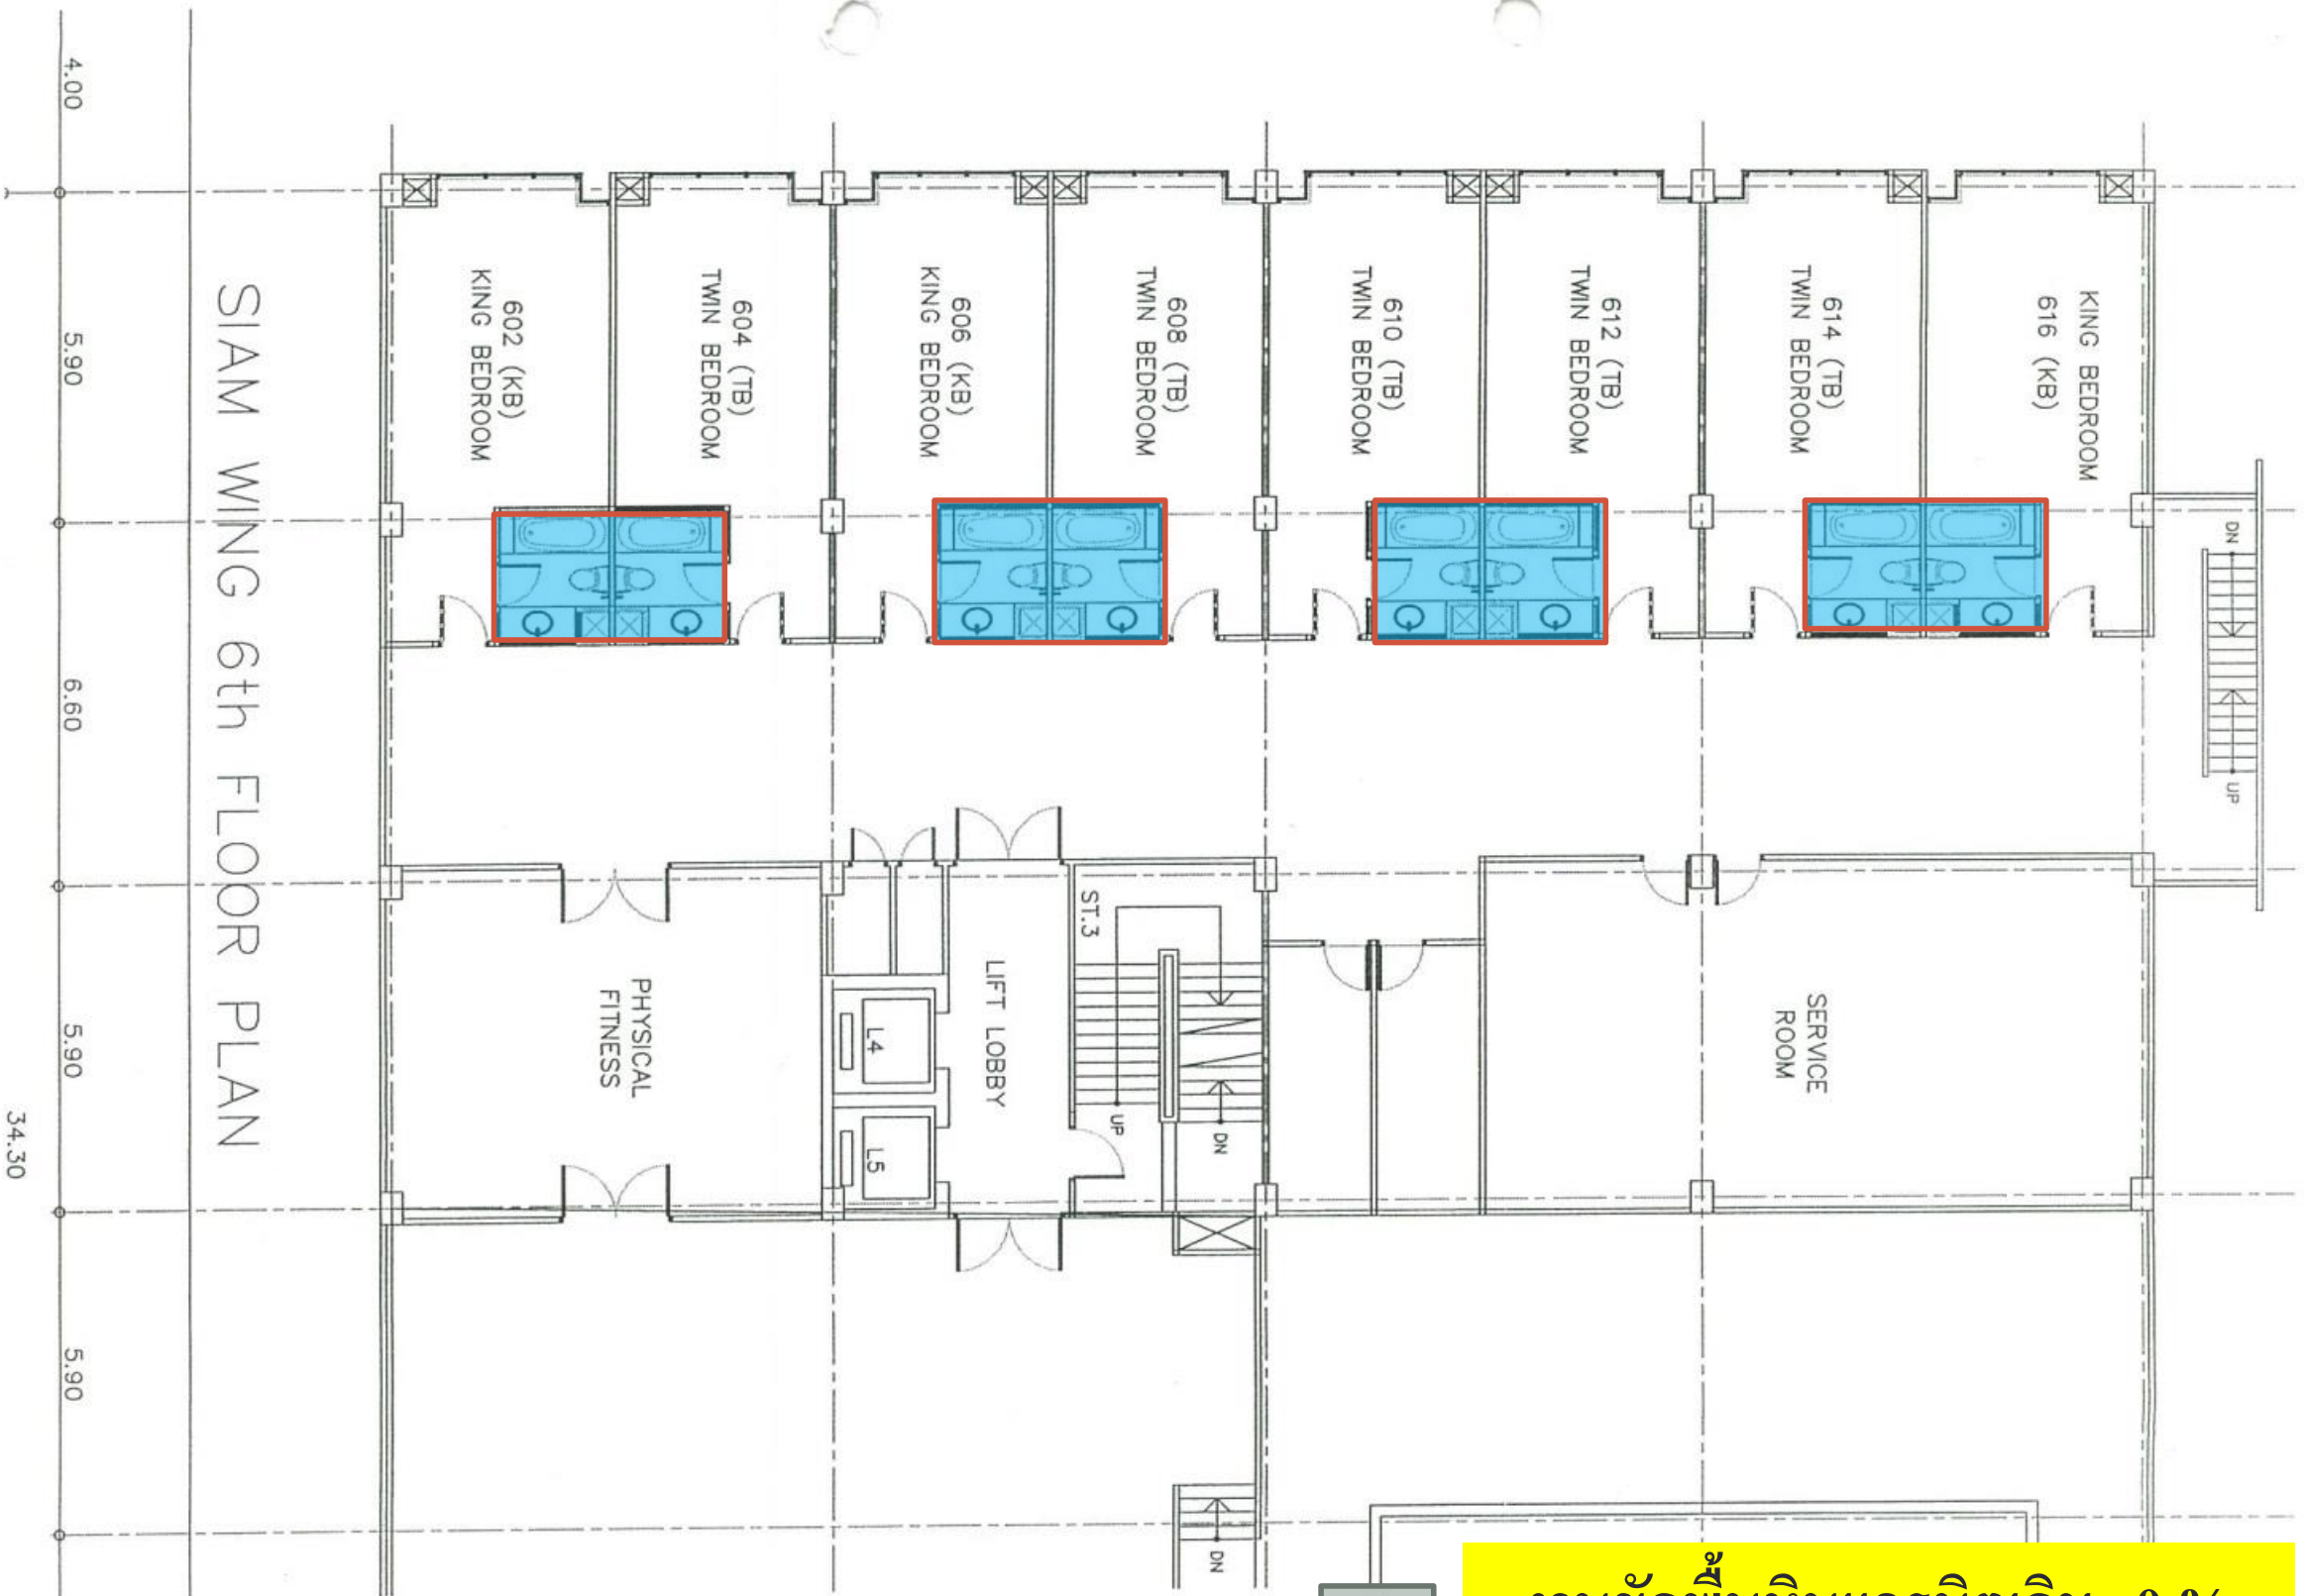 4.00
5.90
6.60
5.90
5.90
34.30
SIAM WING 6th FLOOR PLAN
602 (KB)
KING BEDROOM
604 (TB)
TWIN BEDROOM
606 (KB)
KING BEDROOM
608 (TB)
TWIN BEDROOM
610 (TB)
TWIN BEDROOM
612 (TB)
TWIN BEDROOM
614 (TB)
TWIN BEDROOM
KING BEDROOM
616 (KB)
DN
UP
PHYSICAL
FITNESS
L4
L5
LIFT LOBBY
ST.3
UP
DN
SERVICE
ROOM
DN